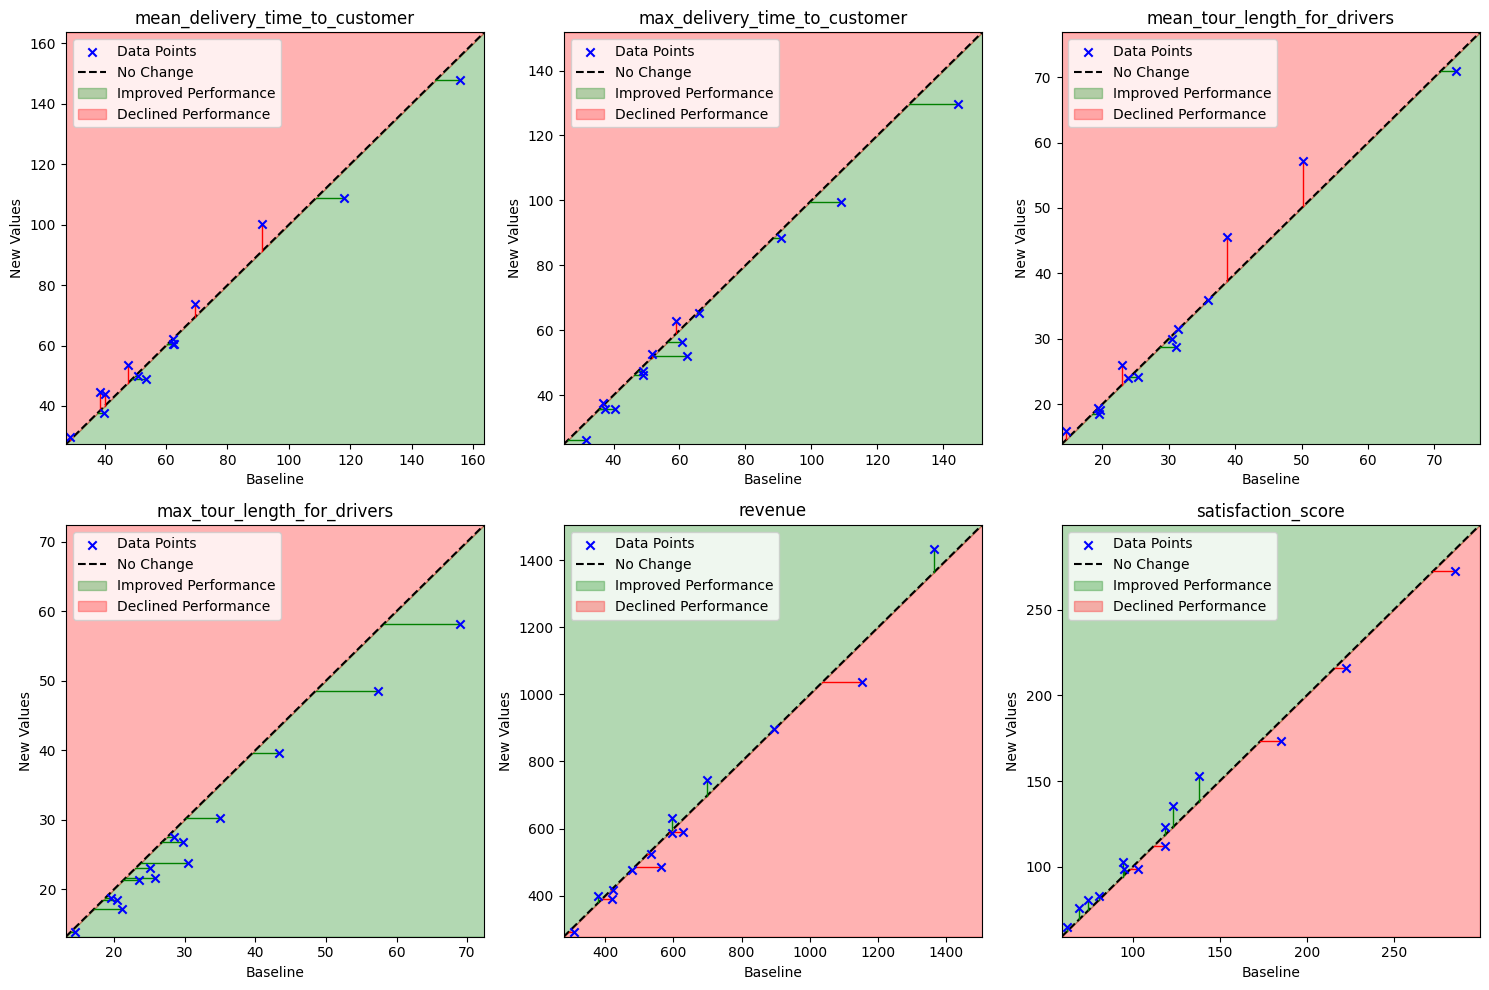 mean_delivery_time_to_customer
160
140
120
100
80
60
40
New Values
Data Points
No Change
Improved Performance
Declined Performance
40 60 80 100 120 140 160
Baseline
max_delivery_time_to_customer
140
120
100
80
60
40
New Values
Data Points
No Change
Improved Performance
Declined Performance
40 60 80 100 120 140
Baseline
mean_tour_length_for_drivers
70
60
50
40
30
20
New Values
Data Points
No Change
Improved Performance
Declined Performance
20 30 40 50 60 70
Baseline
max_tour_length_for_drivers
70
60
50
40
30
20
New Values
Data Points
No Change
Improved Performance
Declined Performance
20 30 40 50 60 70
Baseline
revenue
1400
1200
1000
800
600
400
New Values
Data Points
No Change
Improved Performance
Declined Performance
400 600 800 1000 1200 1400
Baseline
satisfaction_score
250
200
150
100
New Values
Data Points
No Change
Improved Performance
Declined Performance
100 150 200 250
Baseline